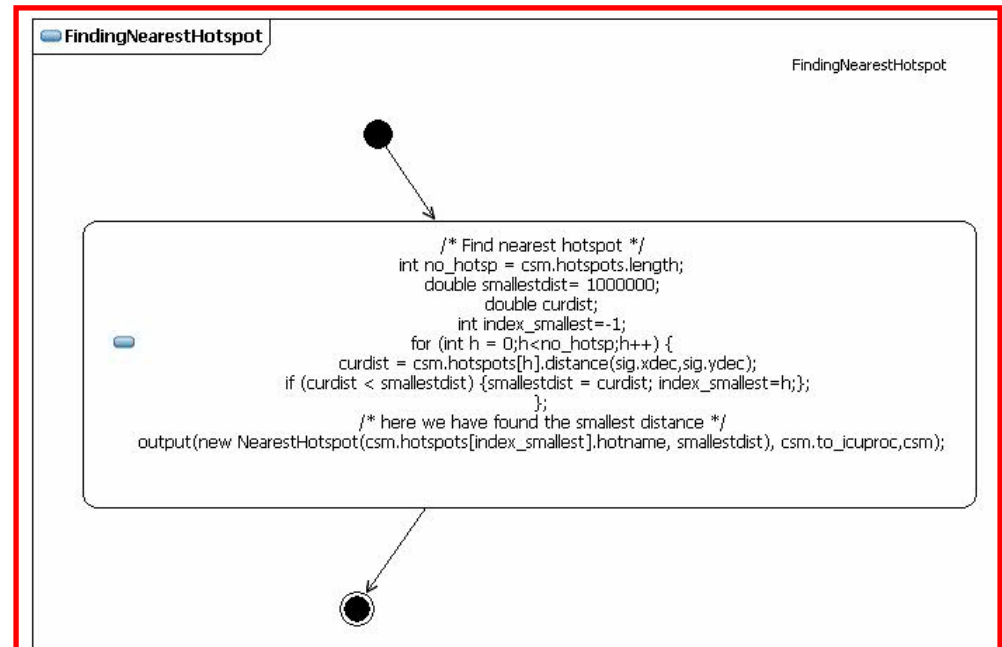 FindingNearestHotspot
FindingNearestHotspot
/* Find nearest hotspot */
int no_hotsp = csm.hotspots.length;
double smallestdist= 1000000;
double curdist;
int index_smallest=-1;
for (int h = 0;h<no_hotsp;h++) {
curdist = csm.hotspots[h].distance(sig.xdec,sig.ydec);
if (curdist < smallestdist) {smallestdist = curdist; index_smallest=h;};
};
/* here we have found the smallest distance */
output(new NearestHotspot(csm.hotspots[index_smallest].hotname, smallestdist), csm.to_icuproc,csm);